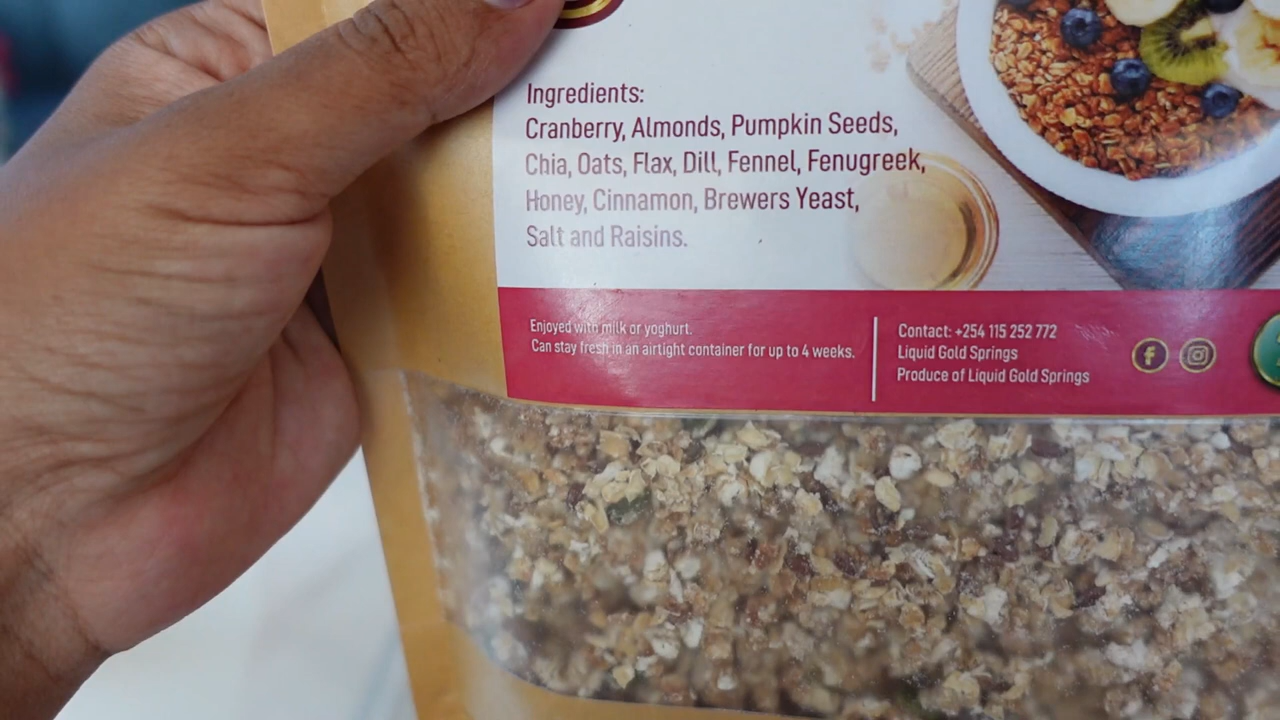 Ingredients:
Cranberry, Almonds, Pumpkin Seeds,
Chia, Oats, Flax, Dill, Fennel, Fenugreek,
Honey, Cinnamon, Brewers Yeast,
Salt and Raisins.
Enjoyed with milk or yoghurt.
Can stay fresh in an airtight container for up to 4 weeks.
Contact: +254 115 252 772
Liquid Gold Springs
Produce of Liquid Gold Springs